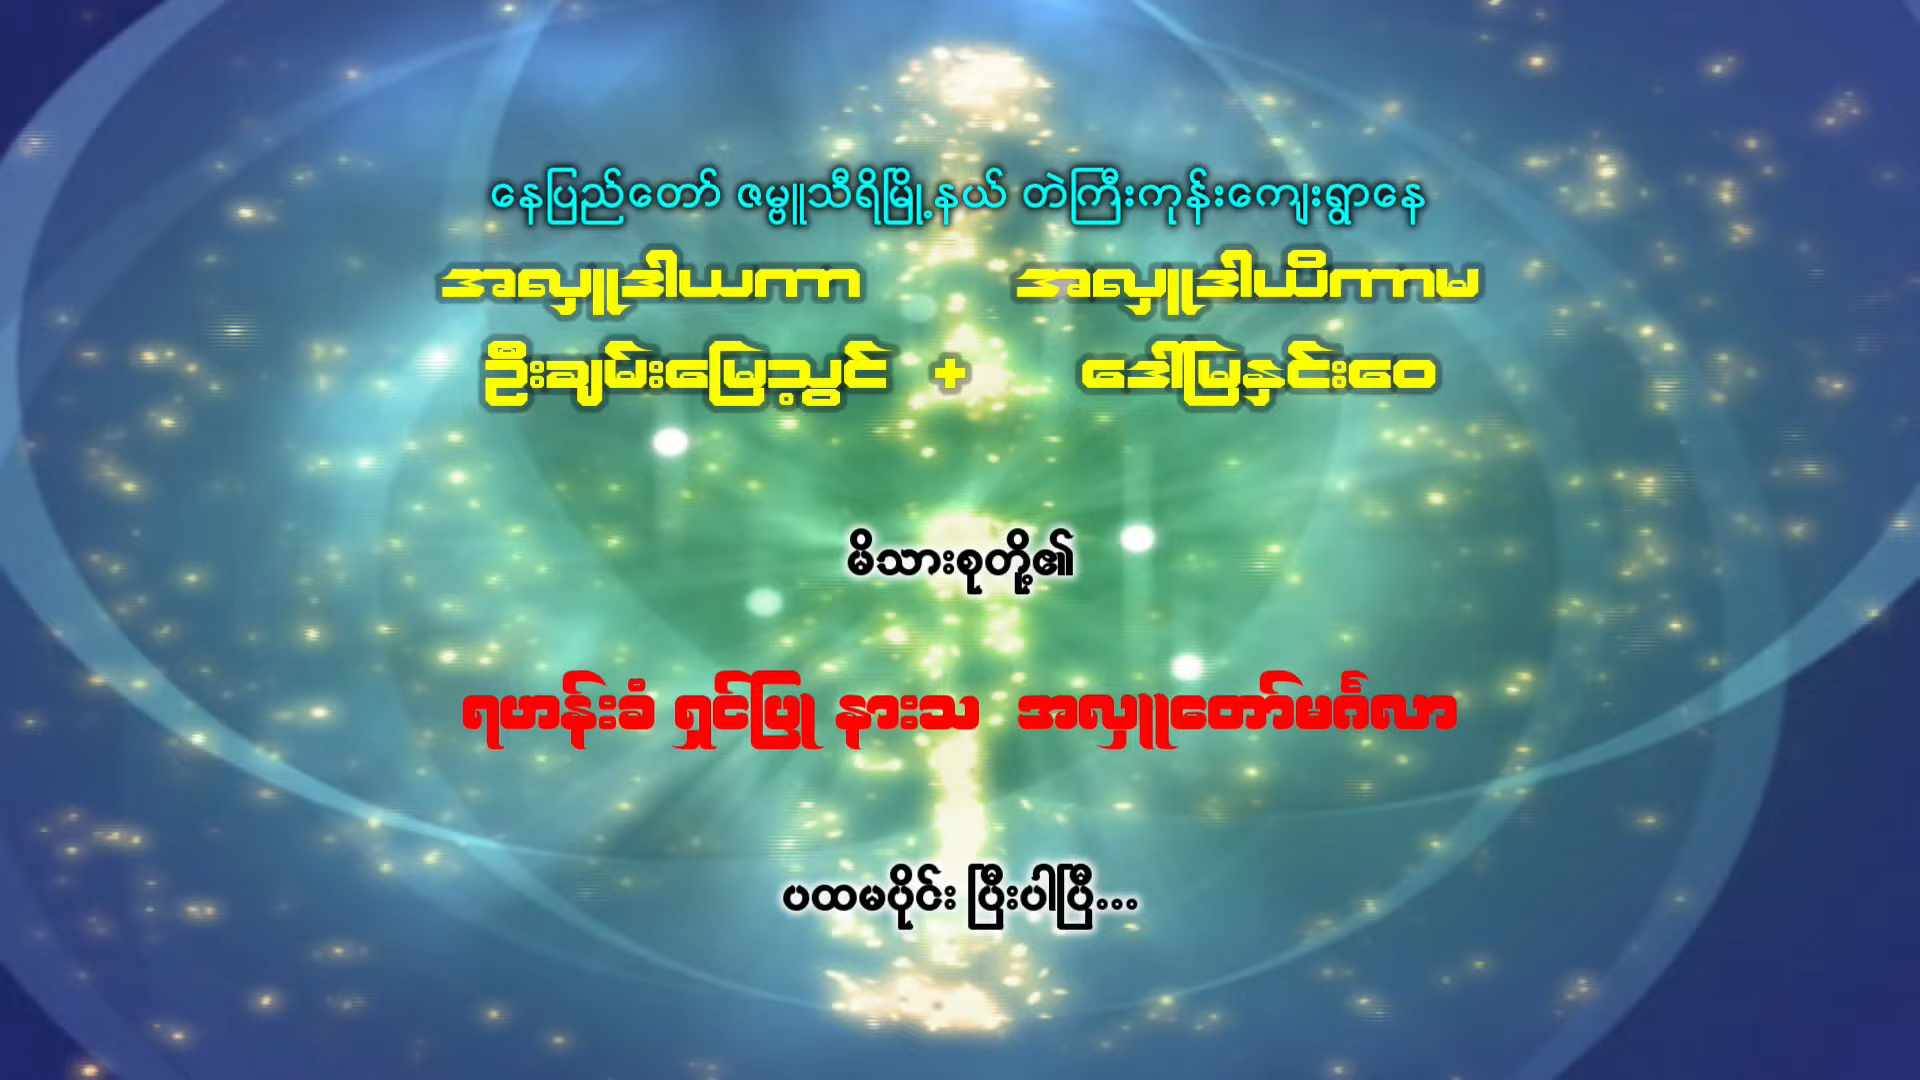 နေပြည်တော် ဇမ္ဗူသီရိမြို့နယ် တဲကြီးကုန်းကျေးရွာနေ
အလှူဒါယကာ အလှူဒါယိကာမ
ဦးချမ်းမြေ့သွင် + ဒေါ်မြနှင်းဝေ
မိသားစုတို့၏
ရဟန်းခံ ရှင်ပြု နားသ အလှူတော်မင်္ဂလာ
ပထမပိုင်း ပြီးပါပြီ...